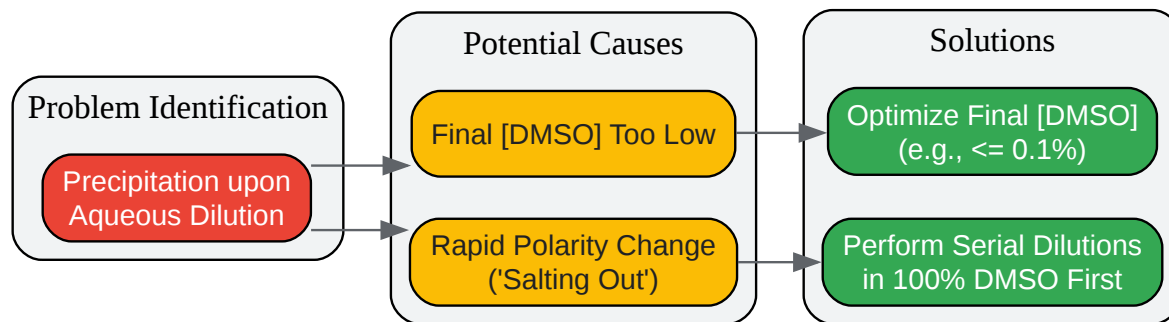 Problem Identification
Precipitation upon
Aqueous Dilution
Potential Causes
Final [DMSO] Too Low
Rapid Polarity Change
('Salting Out')
Solutions
Optimize Final [DMSO]
(e.g., <= 0.1%)
Perform Serial Dilutions
in 100% DMSO First